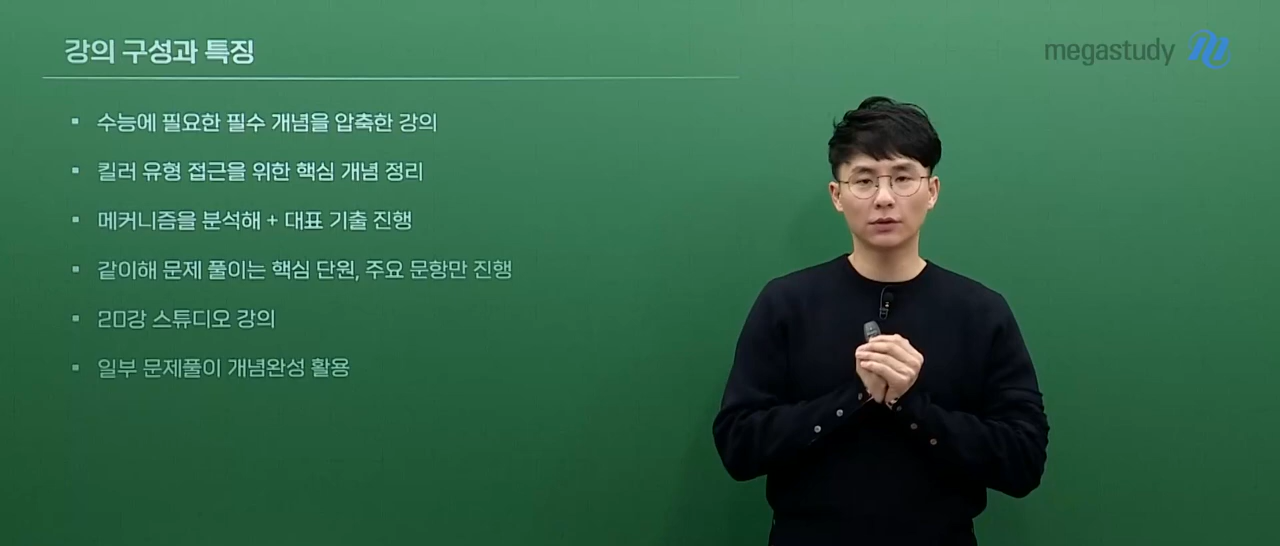 강의 구성과 특징
megastudy
수능에 필요한 필수 개념을 압축한 강의
킬러 유형 접근을 위한 핵심 개념 정리
메커니즘을 분석해 + 대표 기출 진행
같이해 문제 풀이는 핵심 단원, 주요 문항만 진행
20강 스튜디오 강의
일부 문제풀이 개념완성 활용